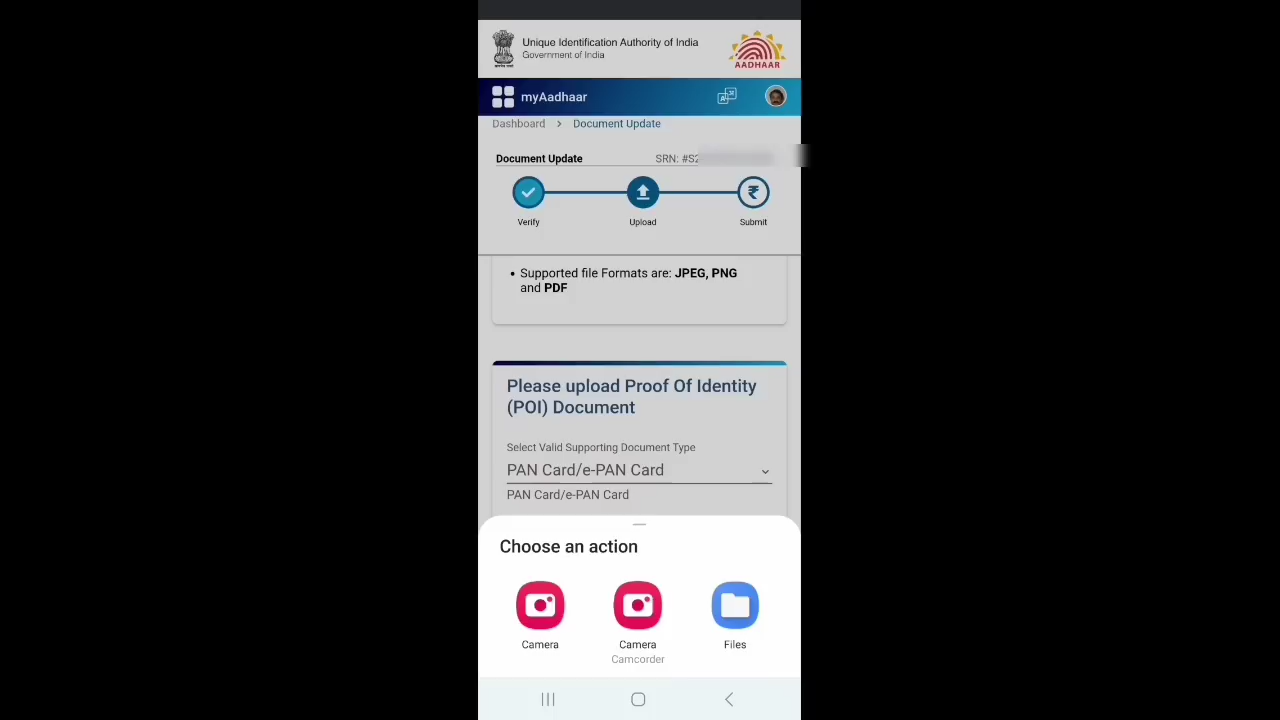 Unique Identification Authority of India
Government of India
AADHAAR
myAadhaar
Dashboard > Document Update
Document Update SRN: #S2
Verify Upload Submit
• Supported file Formats are: JPEG, PNG
and PDF
Please upload Proof Of Identity
(POI) Document
Select Valid Supporting Document Type
PAN Card/e-PAN Card
PAN Card/e-PAN Card
Choose an action
Camera Camera Files
Camcorder